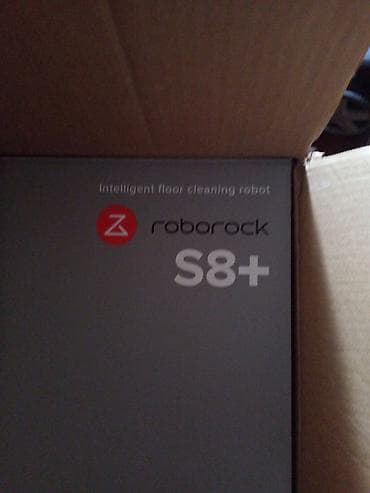 Intelligent floor cleaning robot
roborock
S8+